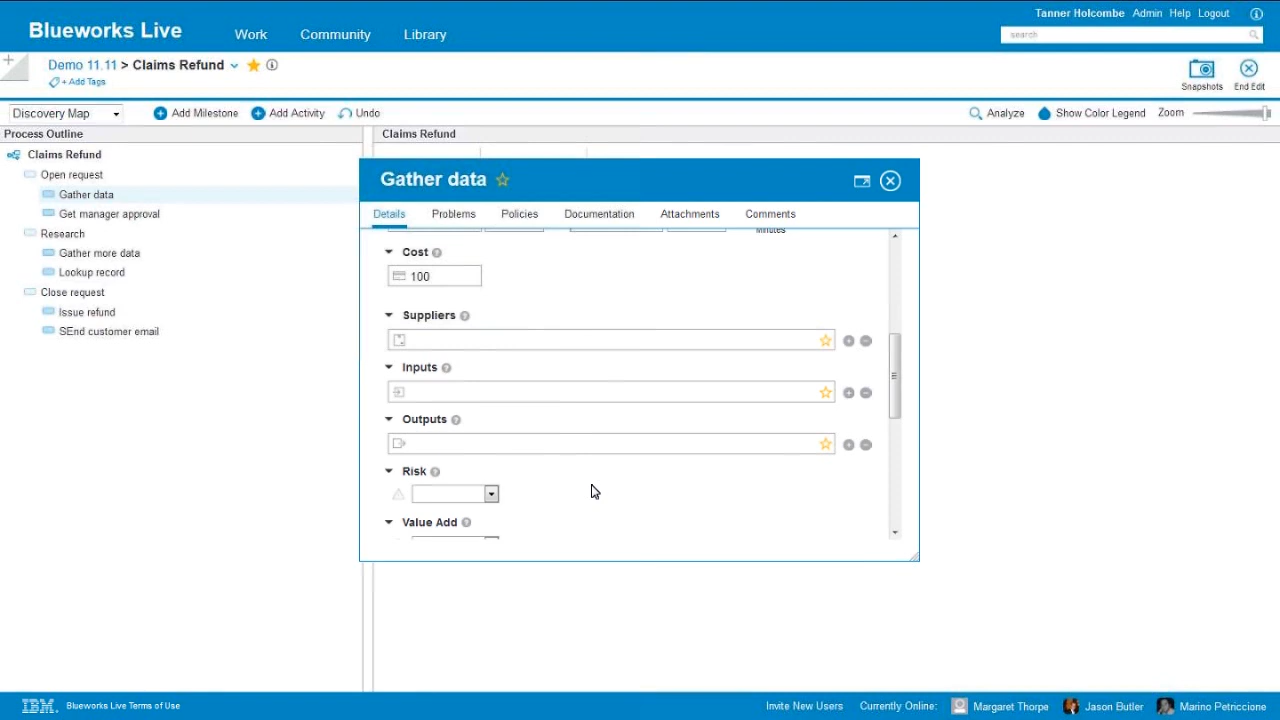 Tanner Holcombe Admin Help Logout
Blueworks Live Work Community Library
search
Demo 11.11 > Claims Refund
+ Add Tags
Snapshots End Edit
Discovery Map Add Milestone Add Activity Undo Analyze Show Color Legend Zoom
Process Outline Claims Refund
Claims Refund
Open request
Gather data
Get manager approval
Research
Gather more data
Lookup record
Close request
Issue refund
SEnd customer email
Gather data
Details Problems Policies Documentation Attachments Comments
Minutes
Cost
100
Suppliers
Inputs
Outputs
Risk
Value Add
IBM. Blueworks Live Terms of Use Invite New Users Currently Online: Margaret Thorpe Jason Butler Marino Petriccione